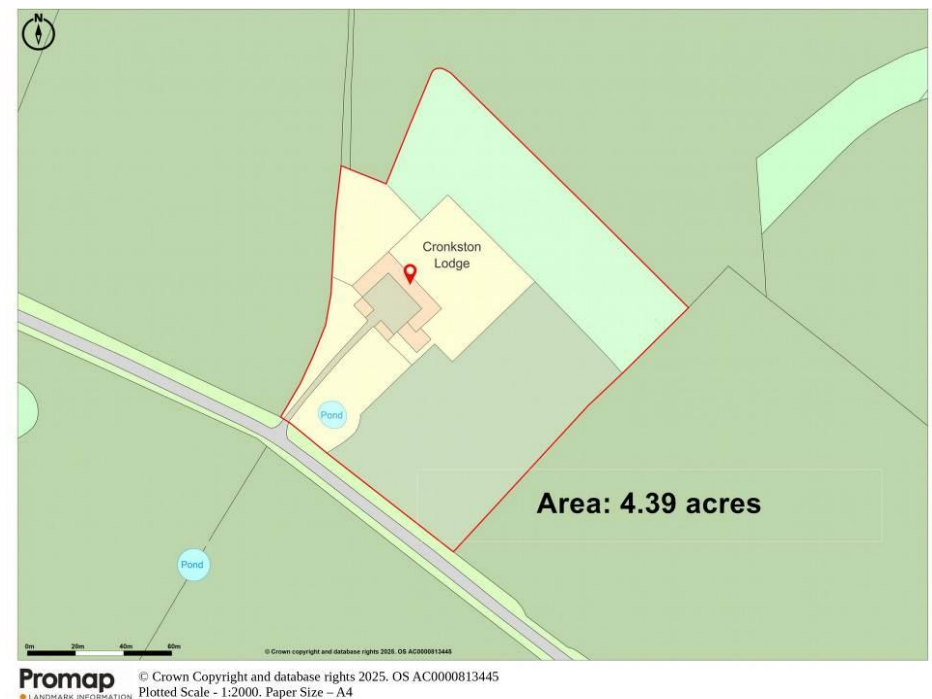 N
Cronkston
Lodge
Pond
Area: 4.39 acres
Pond
0m 20m 40m 60m
© Crown copyright and database rights 2025. OS AC0000813445
Promap
LANDMARK INFORMATION
© Crown Copyright and database rights 2025. OS AC0000813445
Plotted Scale - 1:2000. Paper Size – A4